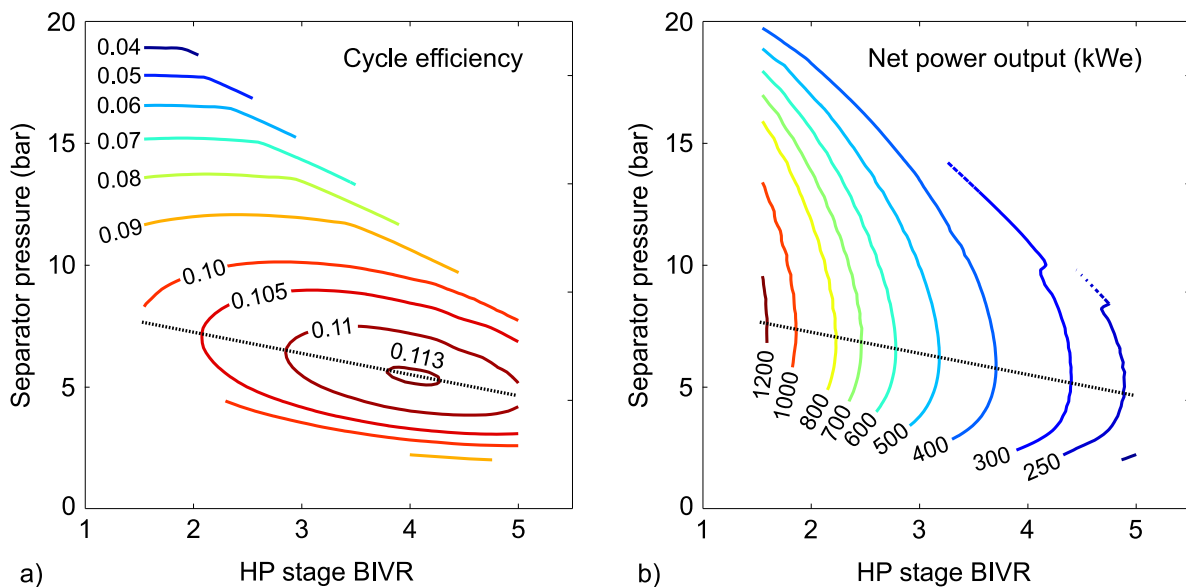 20
15
10
5
0
Separator pressure (bar)
0.04
0.05
0.06
0.07
0.08
0.09
0.10
0.105
0.11
0.113
Cycle efficiency
1 2 3 4 5
HP stage BIVR
a)
20
15
10
5
0
Separator pressure (bar)
Net power output (kWe)
1200
1000
800
700
600
500
400
300
250
1 2 3 4 5
HP stage BIVR
b)